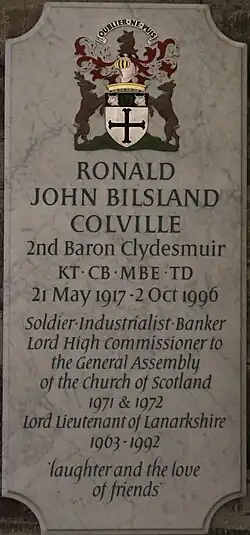 OUBLIER·NE·PUIS
RONALD
JOHN BILSLAND
COLVILLE
2nd Baron Clydesmuir
KT·CB·MBE·TD
21 May 1917-2 Oct 1996
Soldier·Industrialist·Banker
Lord High Commissioner to
the General Assembly
of the church of Scotland
1971 & 1972
Lord Lieutenant of Lanarkshire
1963-1992
'laughter and the love
of friends'